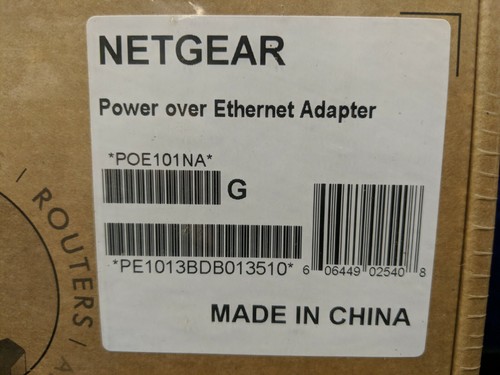 NETGEAR
Power over Ethernet Adapter
*POE101NA*
G
*PE1013BDB013510*
6 06449 02540 8
MADE IN CHINA
/ ROUTERS /